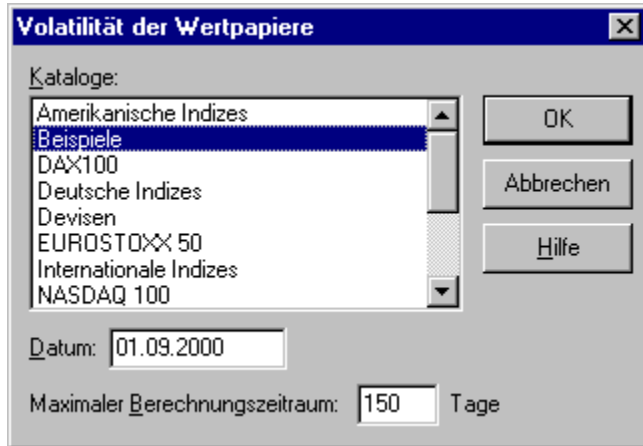 Volatilität der Wertpapiere
Kataloge:
Amerikanische Indizes
Beispiele
DAX100
Deutsche Indizes
Devisen
EUROSTOXX 50
Internationale Indizes
NASDAQ 100
OK
Abbrechen
Hilfe
Datum: 01.09.2000
Maximaler Berechnungszeitraum: 150 Tage